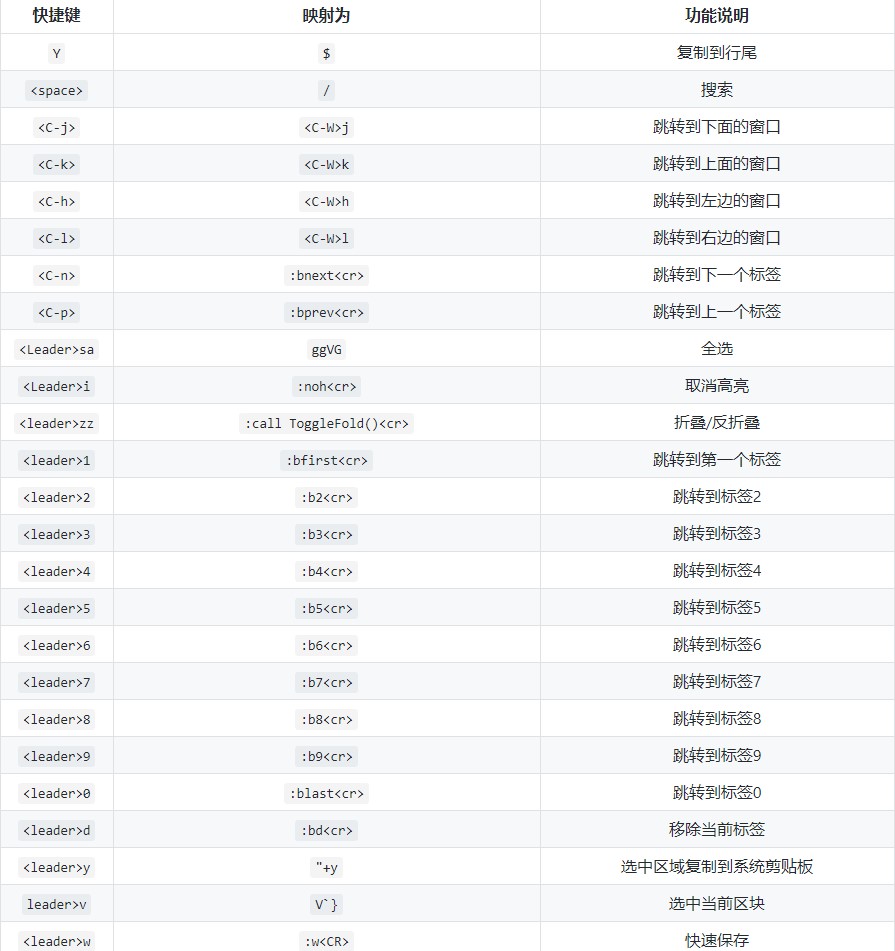 快捷键 映射为 功能说明
Y $ 复制到行尾
<space> / 搜索
<C-j> <C-W>j 跳转到下面的窗口
<C-k> <C-W>k 跳转到上面的窗口
<C-h> <C-W>h 跳转到左边的窗口
<C-l> <C-W>l 跳转到右边的窗口
<C-n> :bnext<cr> 跳转到下一个标签
<C-p> :bprev<cr> 跳转到上一个标签
<Leader>sa ggVG 全选
<Leader>i :noh<cr> 取消高亮
<leader>zz :call ToggleFold()<cr> 折叠/反折叠
<leader>1 :bfirst<cr> 跳转到第一个标签
<leader>2 :b2<cr> 跳转到标签2
<leader>3 :b3<cr> 跳转到标签3
<leader>4 :b4<cr> 跳转到标签4
<leader>5 :b5<cr> 跳转到标签5
<leader>6 :b6<cr> 跳转到标签6
<leader>7 :b7<cr> 跳转到标签7
<leader>8 :b8<cr> 跳转到标签8
<leader>9 :b9<cr> 跳转到标签9
<leader>0 :blast<cr> 跳转到标签0
<leader>d :bd<cr> 移除当前标签
<leader>y "+y 选中区域复制到系统剪贴板
leader>v V`} 选中当前区块
<leader>w :w<CR> 快速保存